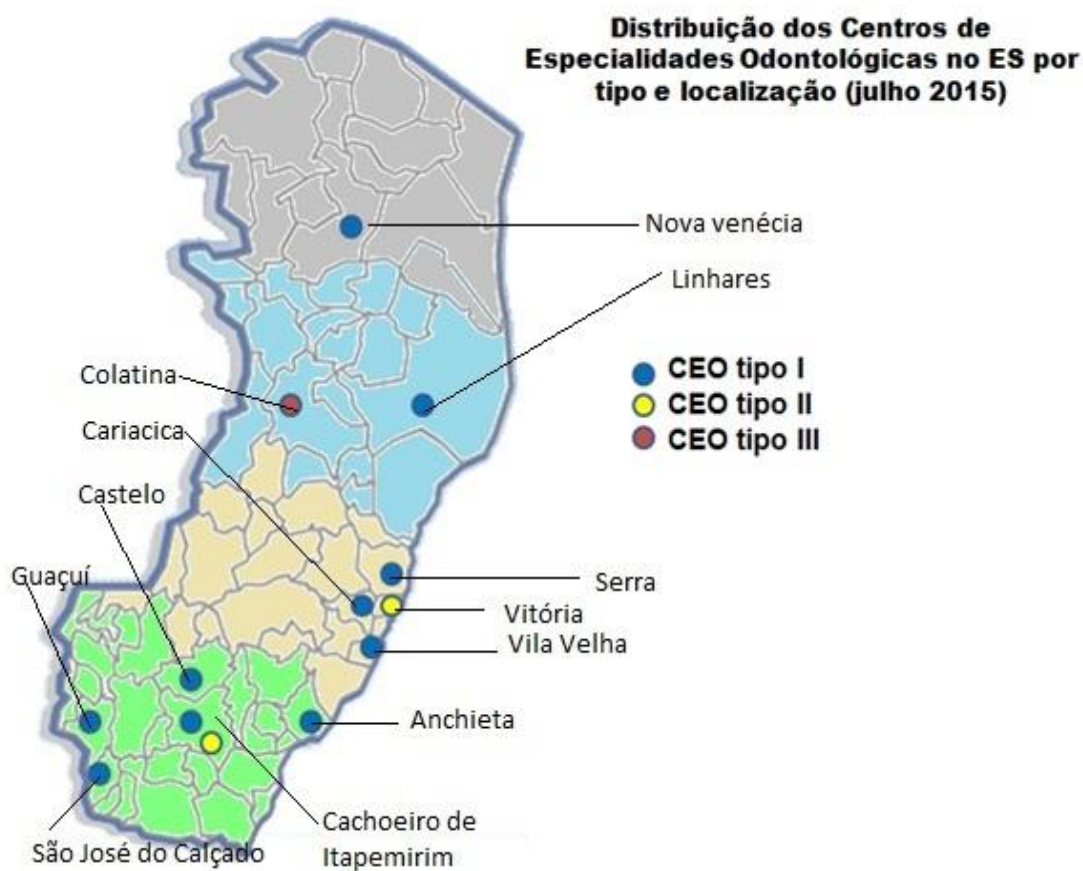 Distribuição dos Centros de
Especialidades Odontológicas no ES por
tipo e localização (julho 2015)
Nova venécia
Linhares
CEO tipo I
CEO tipo II
CEO tipo III
Colatina
Cariacica
Castelo
Guaçuí
Serra
Vitória
Vila Velha
Anchieta
Cachoeiro de
Itapemirim
São José do Calçado